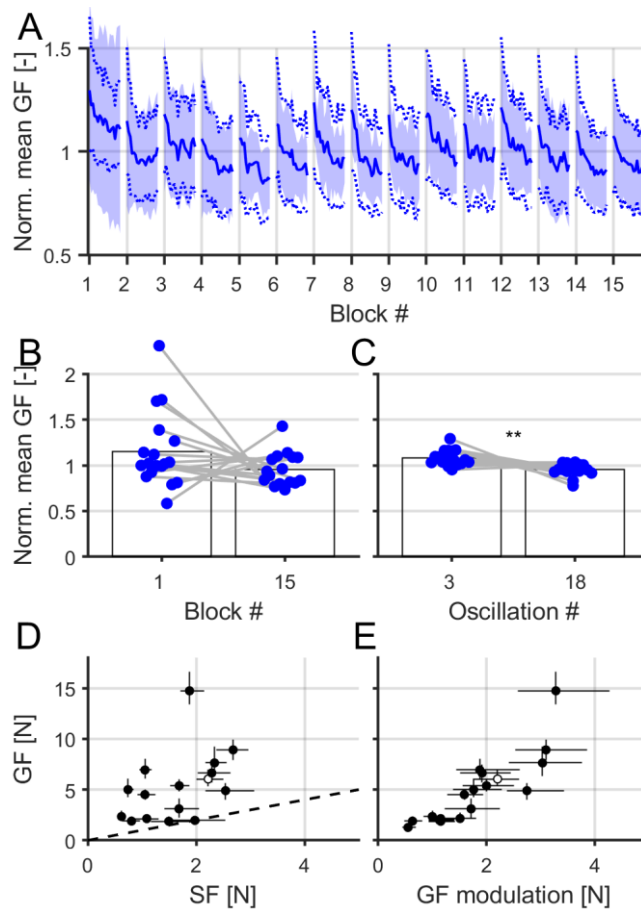 A
Norm. mean GF [-]
1.5
1
0.5
1 2 3 4 5 6 7 8 9 10 11 12 13 14 15
Block #
B
C
Norm. mean GF [-]
2
1.5
1
0.5
0
**
1 15
3 18
Block #
Oscillation #
D
E
GF [N]
15
10
5
0
0 2 4
0 2 4
SF [N]
GF modulation [N]